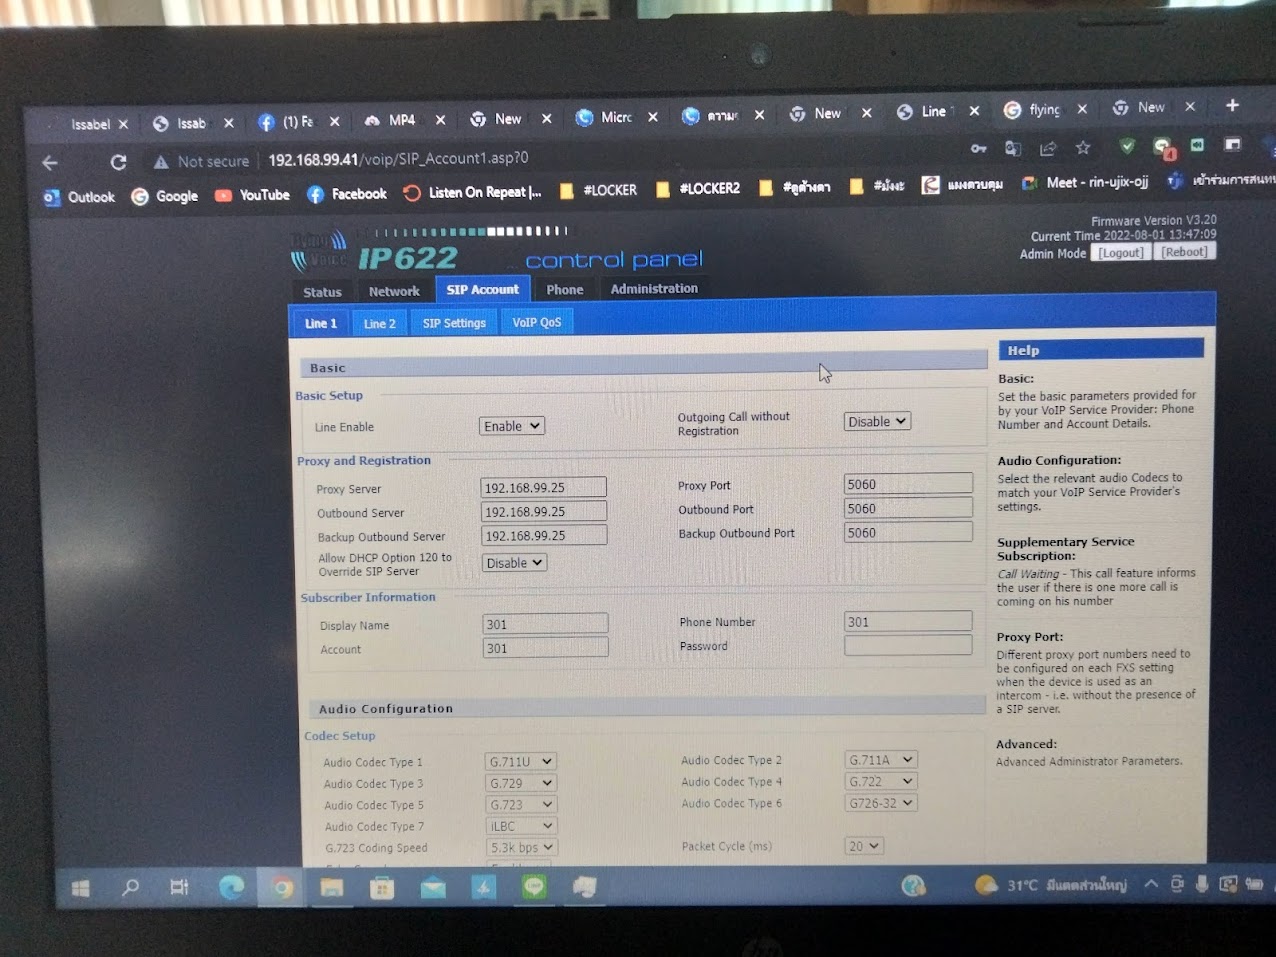 Issabel Issab (1) Fa MP4 New Micro ความ New Line flying New
Not secure 192.168.99.41/voip/SIP_Account1.asp?0
4
Outlook Google YouTube Facebook Listen On Repeat |... #LOCKER #LOCKER2 #ดูต่างดา #มังงะ แผงควบคุม Meet - rin-ujix-ojj เข้าร่วมการสนท
Firmware Version V3.20
Current Time 2022-08-01 13:47:09
Admin Mode [Logout] [Reboot]
flying voice IP622 control panel
Status Network SIP Account Phone Administration
Line 1 Line 2 SIP Settings VoIP QoS
Basic
Basic Setup
Line Enable Enable Outgoing Call without Registration Disable
Proxy and Registration
Proxy Server 192.168.99.25 Proxy Port 5060
Outbound Server 192.168.99.25 Outbound Port 5060
Backup Outbound Server 192.168.99.25 Backup Outbound Port 5060
Allow DHCP Option 120 to
Override SIP Server Disable
Subscriber Information
Display Name 301 Phone Number 301
Account 301 Password
Audio Configuration
Codec Setup
Audio Codec Type 1 G.711U Audio Codec Type 2 G.711A
Audio Codec Type 3 G.729 Audio Codec Type 4 G.722
Audio Codec Type 5 G.723 Audio Codec Type 6 G726-32
Audio Codec Type 7 iLBC
G.723 Coding Speed 5.3k bps Packet Cycle (ms) 20
Help
Basic:
Set the basic parameters provided for
by your VoIP Service Provider: Phone
Number and Account Details.
Audio Configuration:
Select the relevant audio Codecs to
match your VoIP Service Provider's
settings.
Supplementary Service
Subscription:
Call Waiting - This call feature informs
the user if there is one more call is
coming on his number
Proxy Port:
Different proxy port numbers need to
be configured on each FXS setting
when the device is used as an
intercom - i.e. without the presence of
a SIP server.
Advanced:
Advanced Administrator Parameters.
LINE
31°C มีแดดส่วนใหญ่
hp